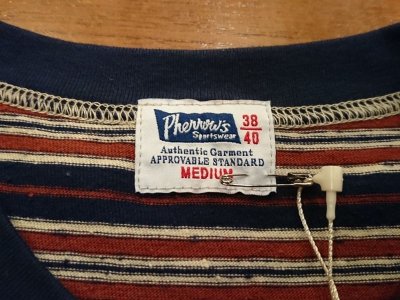 Pherrow's
Sportswear
38
40
Authentic Garment
APPROVABLE STANDARD
MEDIUM